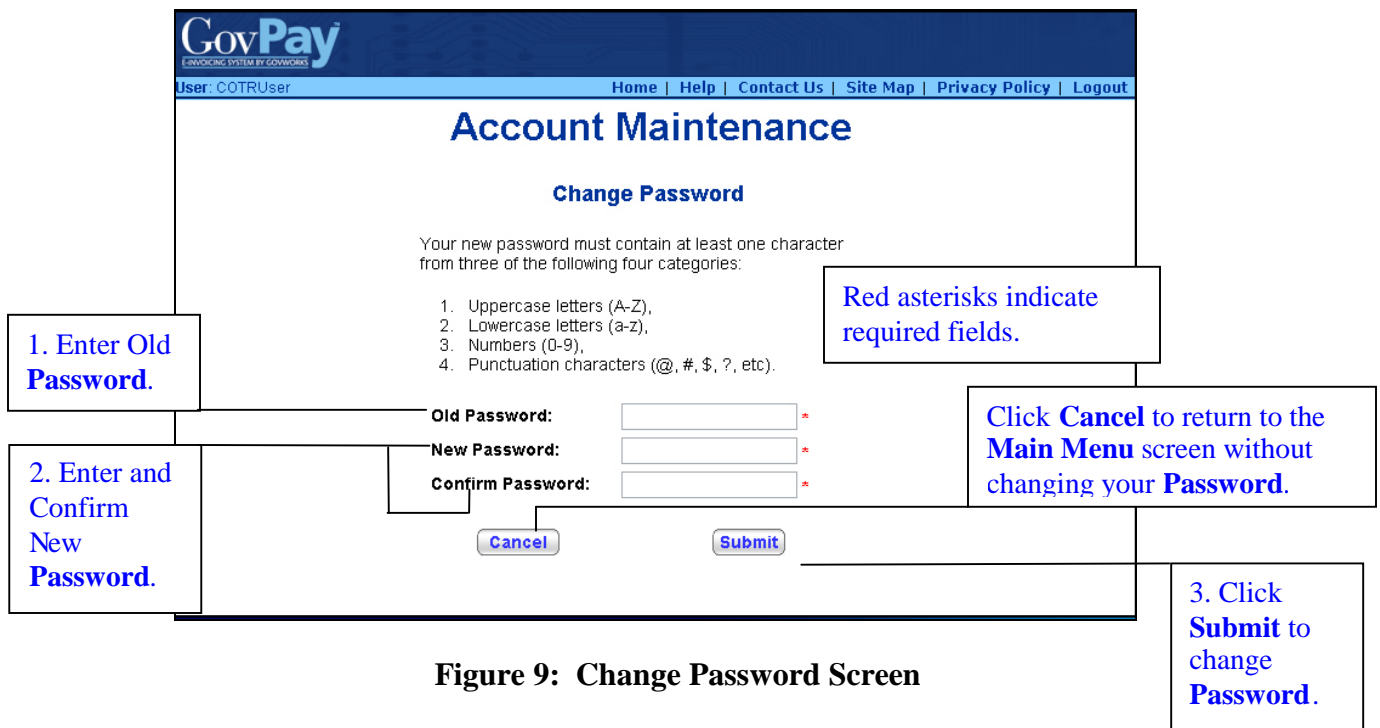 GovPay
E-INVOICING SYSTEM BY GOVWORKS
User: COTRUser
Home | Help | Contact Us | Site Map | Privacy Policy | Logout
Account Maintenance
Change Password
Your new password must contain at least one character
from three of the following four categories:
1. Uppercase letters (A-Z),
2. Lowercase letters (a-z),
3. Numbers (0-9),
4. Punctuation characters (@, #, $, ?, etc).
Red asterisks indicate
required fields.
1. Enter Old
Password.
Old Password: *
New Password: *
Confirm Password: *
Click Cancel to return to the
Main Menu screen without
changing your Password.
2. Enter and
Confirm
New
Password.
Cancel Submit
3. Click
Submit to
change
Password.
Figure 9: Change Password Screen